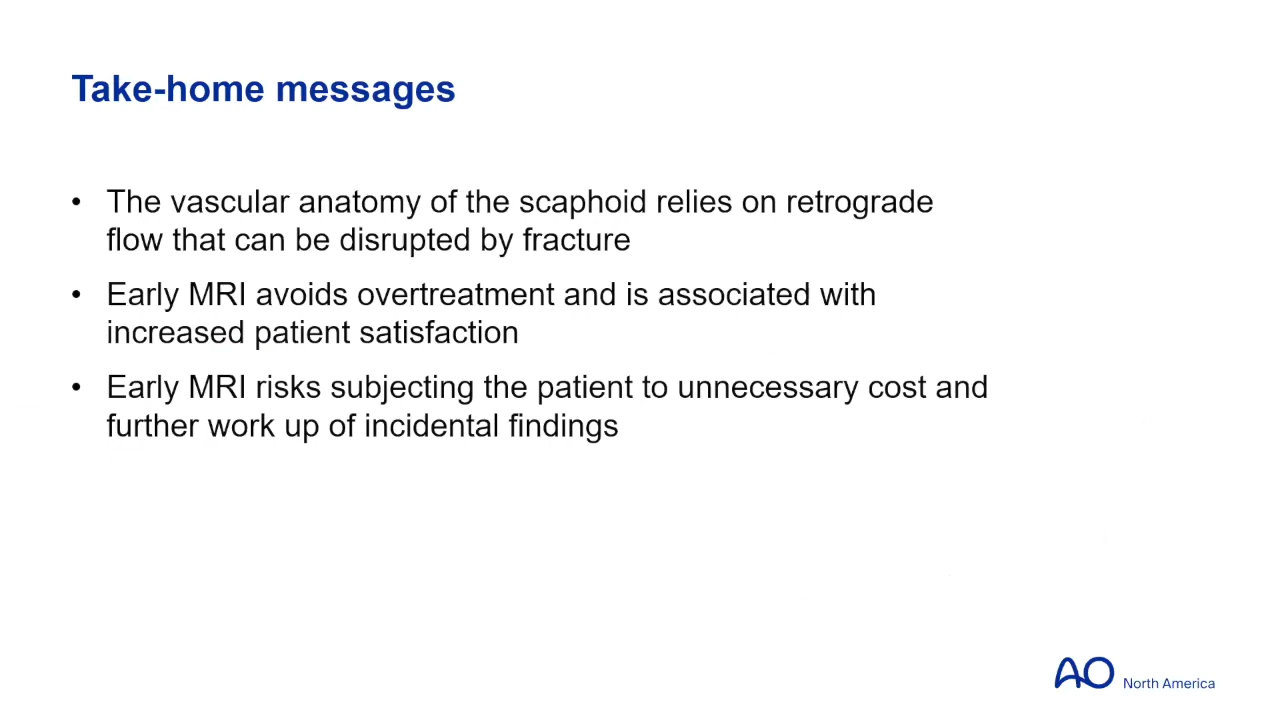 Take-home messages
• The vascular anatomy of the scaphoid relies on retrograde
flow that can be disrupted by fracture
• Early MRI avoids overtreatment and is associated with
increased patient satisfaction
• Early MRI risks subjecting the patient to unnecessary cost and
further work up of incidental findings
AO North America